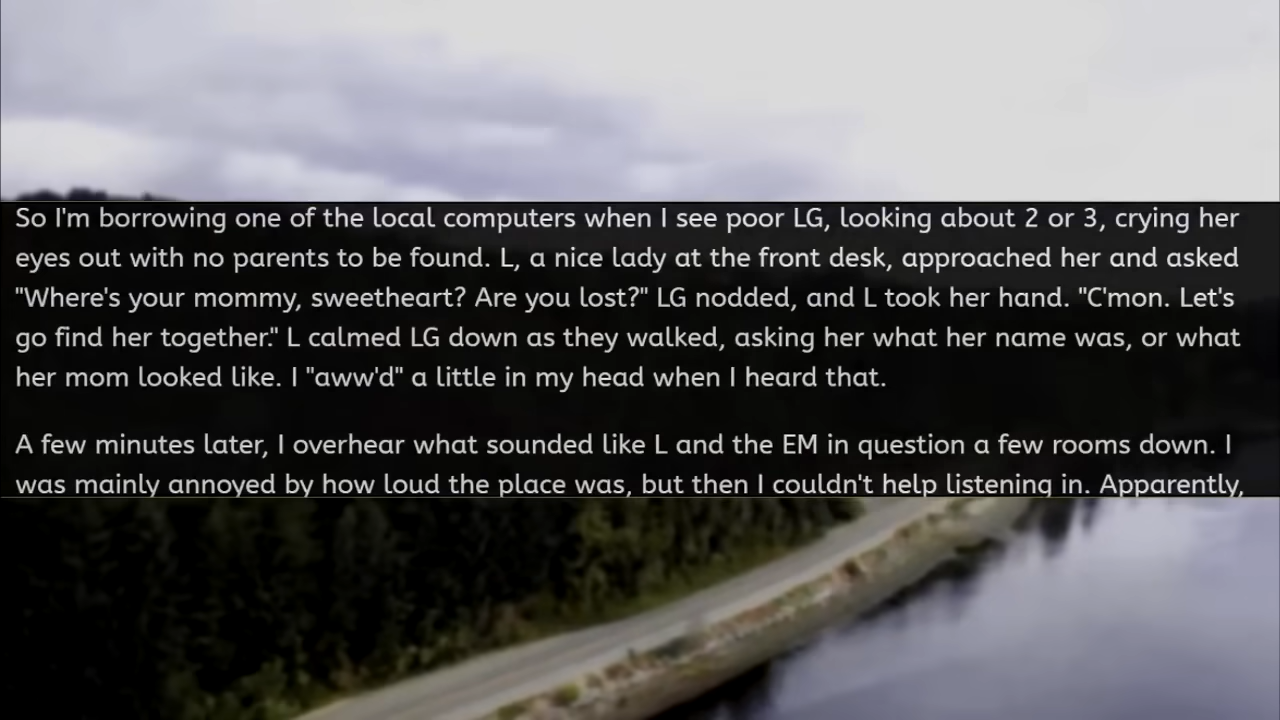 So I'm borrowing one of the local computers when I see poor LG, looking about 2 or 3, crying her
eyes out with no parents to be found. L, a nice lady at the front desk, approached her and asked
"Where's your mommy, sweetheart? Are you lost?" LG nodded, and L took her hand. "C'mon. Let's
go find her together." L calmed LG down as they walked, asking her what her name was, or what
her mom looked like. I "aww'd" a little in my head when I heard that.
A few minutes later, I overhear what sounded like L and the EM in question a few rooms down. I
was mainly annoyed by how loud the place was, but then I couldn't help listening in. Apparently,